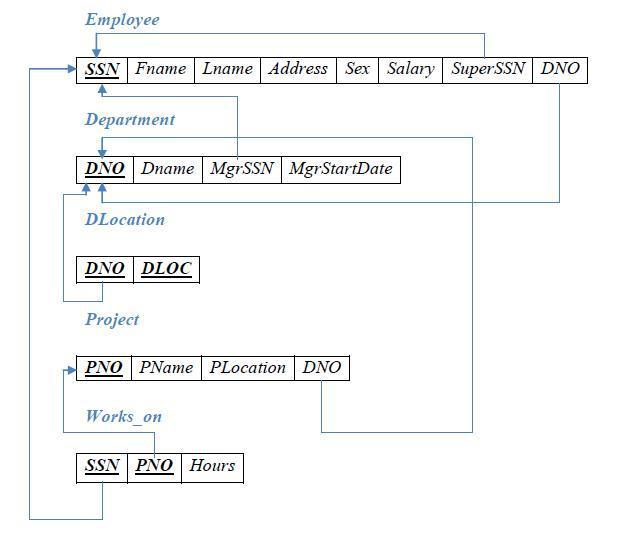 Employee
SSN Fname Lname Address Sex Salary SuperSSN DNO
Department
DNO Dname MgrSSN MgrStartDate
DLocation
DNO DLOC
Project
PNO PName PLocation DNO
Works_on
SSN PNO Hours